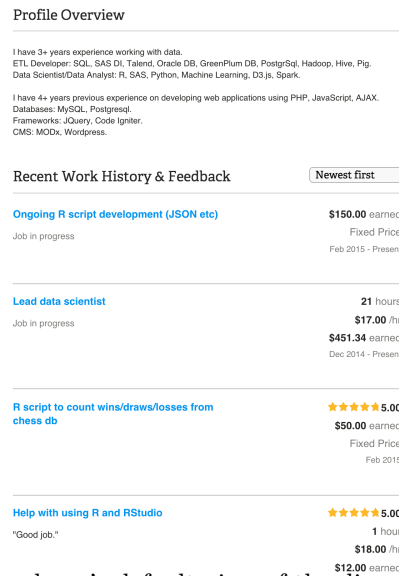 Profile Overview
I have 3+ years experience working with data.
ETL Developer: SQL, SAS DI, Talend, Oracle DB, GreenPlum DB, PostgrSql, Hadoop, Hive, Pig.
Data Scientist/Data Analyst: R, SAS, Python, Machine Learning, D3.js, Spark.
I have 4+ years previous experience on developing web applications using PHP, JavaScript, AJAX.
Databases: MySQL, Postgresql.
Frameworks: JQuery, Code Igniter.
CMS: MODx, Wordpress.
Recent Work History & Feedback
Newest first
Ongoing R script development (JSON etc)
$150.00 earned
Job in progress
Fixed Price
Feb 2015 - Presen
Lead data scientist
21 hours
Job in progress
$17.00 /hr
$451.34 earned
Dec 2014 - Presen
R script to count wins/draws/losses from
chess db
5.00
$50.00 earned
Fixed Price
Feb 2015
Help with using R and RStudio
5.00
"Good job."
1 hour
$18.00 /hr
$12.00 earned